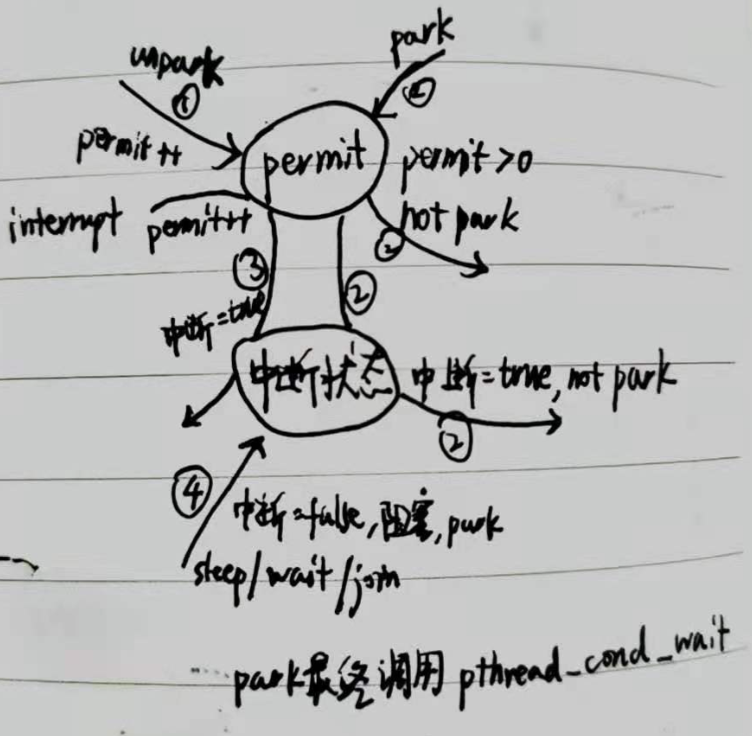 unpark
park
①
②
permit++
permit
permit>0
interrupt
permit++
not park
②
③
②
中断=true
中断状态
中断=true, not park
②
④
中断=false, 阻塞, park
sleep/wait/join
park最终调用 pthread_cond_wait